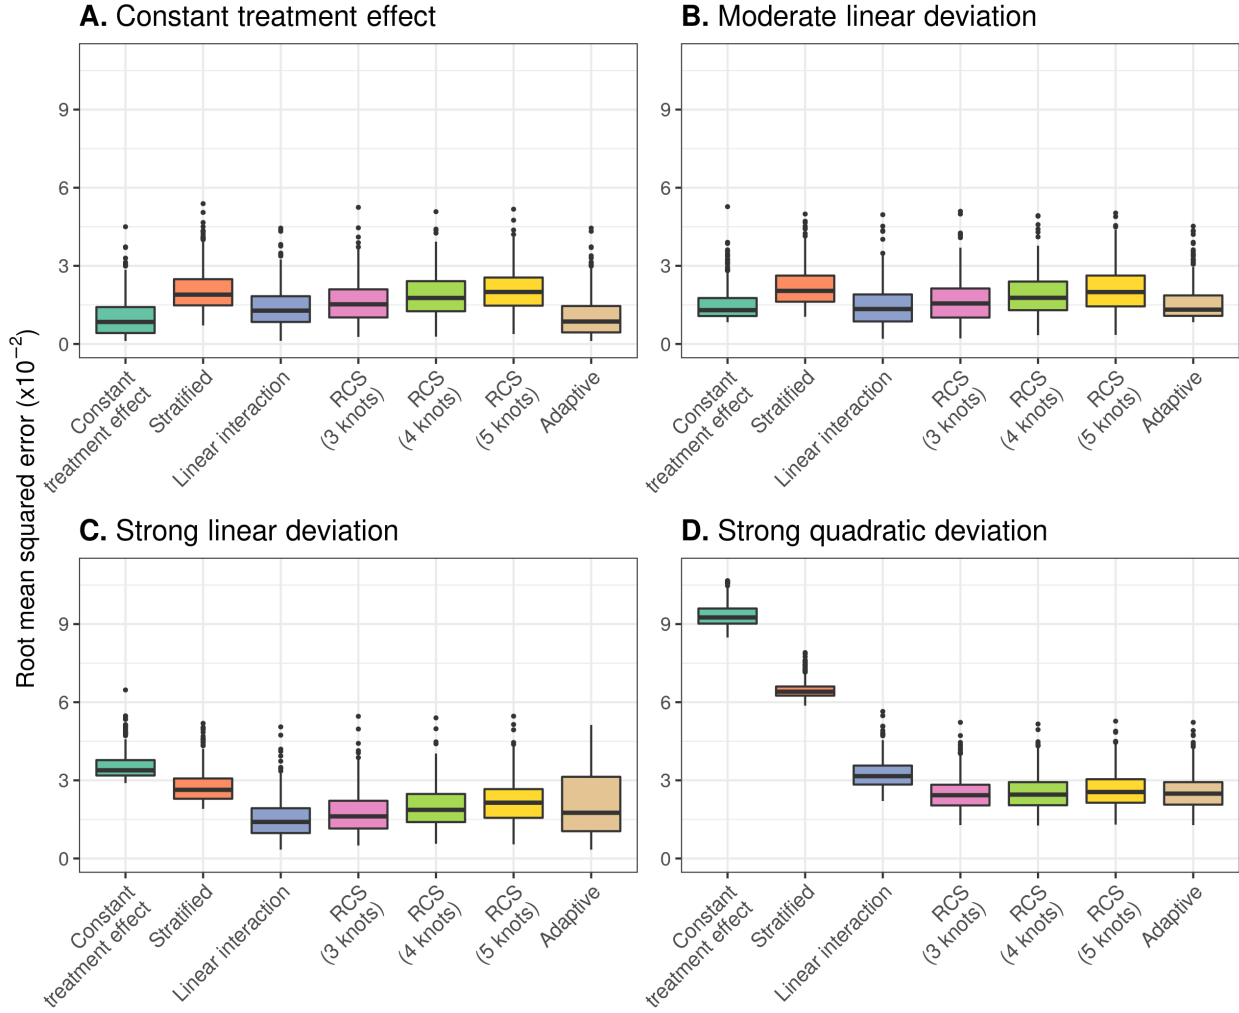 A. Constant treatment effect
9
6
3
0
Constant
treatment effect
Stratified
Linear interaction
RCS
(3 knots)
RCS
(4 knots)
RCS
(5 knots)
Adaptive
B. Moderate linear deviation
9
6
3
0
Constant
treatment effect
Stratified
Linear interaction
RCS
(3 knots)
RCS
(4 knots)
RCS
(5 knots)
Adaptive
Root mean squared error (x10⁻²)
C. Strong linear deviation
9
6
3
0
Constant
treatment effect
Stratified
Linear interaction
RCS
(3 knots)
RCS
(4 knots)
RCS
(5 knots)
Adaptive
D. Strong quadratic deviation
9
6
3
0
Constant
treatment effect
Stratified
Linear interaction
RCS
(3 knots)
RCS
(4 knots)
RCS
(5 knots)
Adaptive